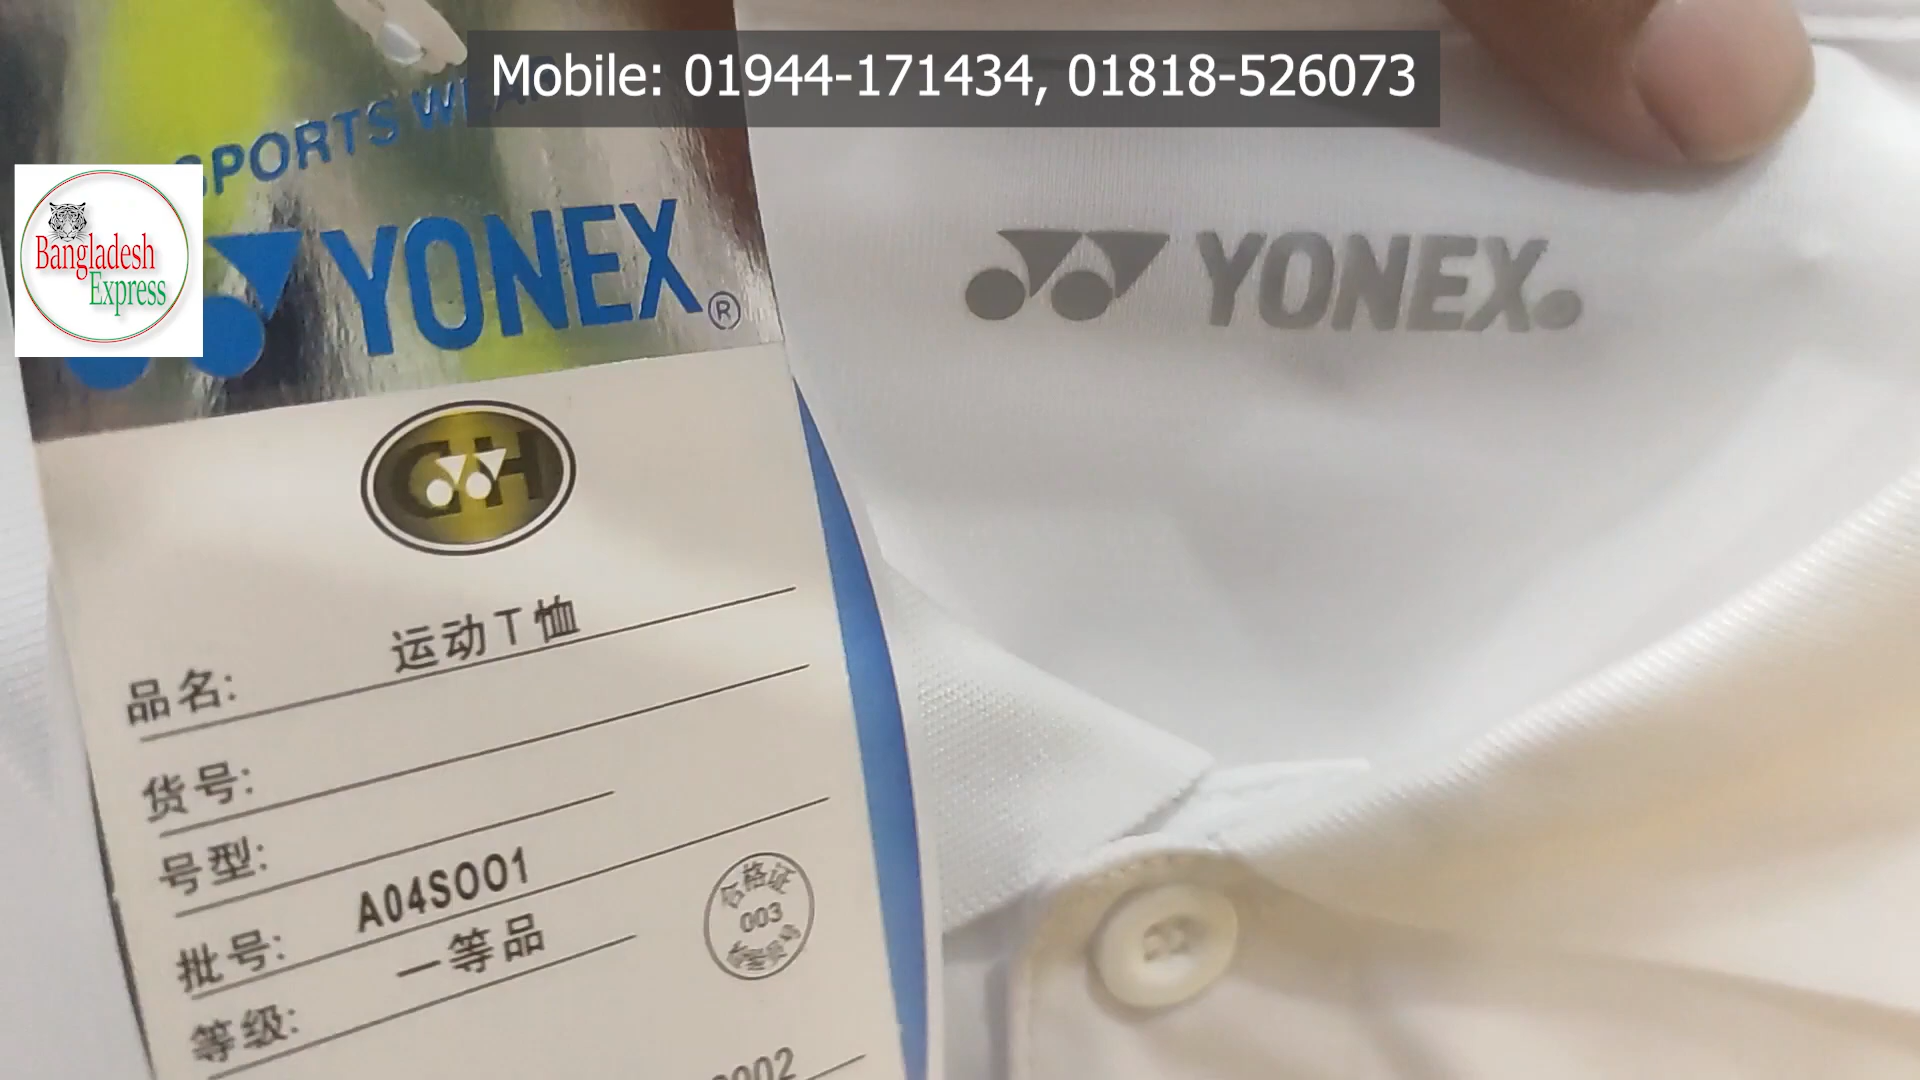 Mobile: 01944-171434, 01818-526073
SPORTS
YONEX®
Bangladesh
Express
YONEX
CH
品名: 运动T恤
货号:
号型:
批号: A04S001
等级: 一等品
合格证
003